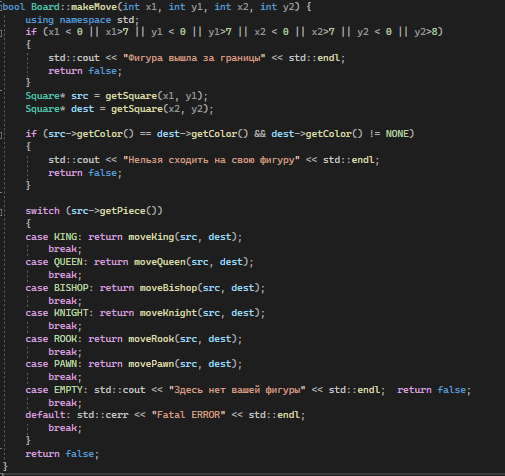 bool Board::makeMove(int x1, int y1, int x2, int y2) {
using namespace std;
if (x1 < 0 || x1>7 || y1 < 0 || y1>7 || x2 < 0 || x2>7 || y2 < 0 || y2>8)
{
std::cout << "Фигура вышла за границы" << std::endl;
return false;
}
Square* src = getSquare(x1, y1);
Square* dest = getSquare(x2, y2);
if (src->getColor() == dest->getColor() && dest->getColor() != NONE)
{
std::cout << "Нельзя сходить на свою фигуру" << std::endl;
return false;
}
switch (src->getPiece())
{
case KING: return moveKing(src, dest);
break;
case QUEEN: return moveQueen(src, dest);
break;
case BISHOP: return moveBishop(src, dest);
break;
case KNIGHT: return moveKnight(src, dest);
break;
case ROOK: return moveRook(src, dest);
break;
case PAWN: return movePawn(src, dest);
break;
case EMPTY: std::cout << "Здесь нет вашей фигуры" << std::endl;  return false;
break;
default: std::cerr << "Fatal ERROR" << std::endl;
break;
}
return false;
}